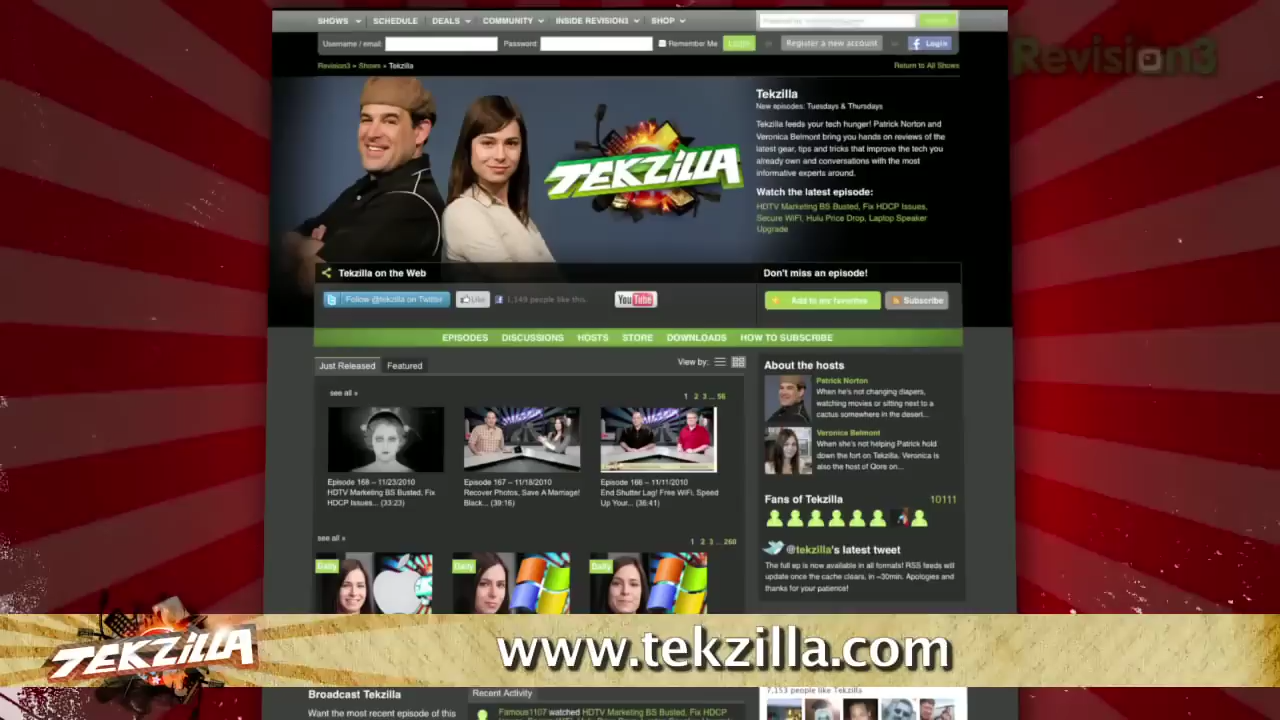 SHOWS SCHEDULE DEALS COMMUNITY INSIDE REVISION3 SHOP
Username / email: Password: Remember Me Login Register a new account Login
Revision3
Revision3 » Shows » Tekzilla Return to All Shows
Tekzilla
New episodes: Tuesdays & Thursdays
Tekzilla feeds your tech hunger! Patrick Norton and
Veronica Belmont bring you hands on reviews of the
latest gear, tips and tricks that improve the tech you
already own and conversations with the most
informative experts around.
TEKZILLA
Watch the latest episode:
HDTV Marketing BS Busted, Fix HDCP Issues,
Secure WiFi, Hulu Price Drop, Laptop Speaker
Upgrade
Tekzilla on the Web
Don't miss an episode!
Follow @tekzilla on Twitter Like 1,149 people like this. YouTube
Add to my favorites Subscribe
EPISODES DISCUSSIONS HOSTS STORE DOWNLOADS HOW TO SUBSCRIBE
Just Released Featured View by:
see all »
1 2 3 ... 56
Episode 168 – 11/23/2010
HDTV Marketing BS Busted, Fix
HDCP Issues... (33:23)
Episode 167 – 11/18/2010
Recover Photos, Save A Marriage!
Black... (39:16)
Episode 166 – 11/11/2010
End Shutter Lag! Free WiFi, Speed
Up Your... (36:41)
see all »
1 2 3 ... 260
Daily
Daily
Daily
About the hosts
Patrick Norton
When he's not changing diapers,
watching movies or sitting next to a
cactus somewhere in the desert...
Veronica Belmont
When she's not helping Patrick hold
down the fort on Tekzilla, Veronica is
also the host of Qore on...
Fans of Tekzilla 10111
@tekzilla's latest tweet
The full ep is now available in all formats! RSS feeds will
update once the cache clears, in ~30min. Apologies and
thanks for your patience!
TEKZILLA
www.tekzilla.com
Broadcast Tekzilla
Want the most recent episode of this
Recent Activity
Famous1107 watched HDTV Marketing BS Busted, Fix HDCP
7,153 people like Tekzilla